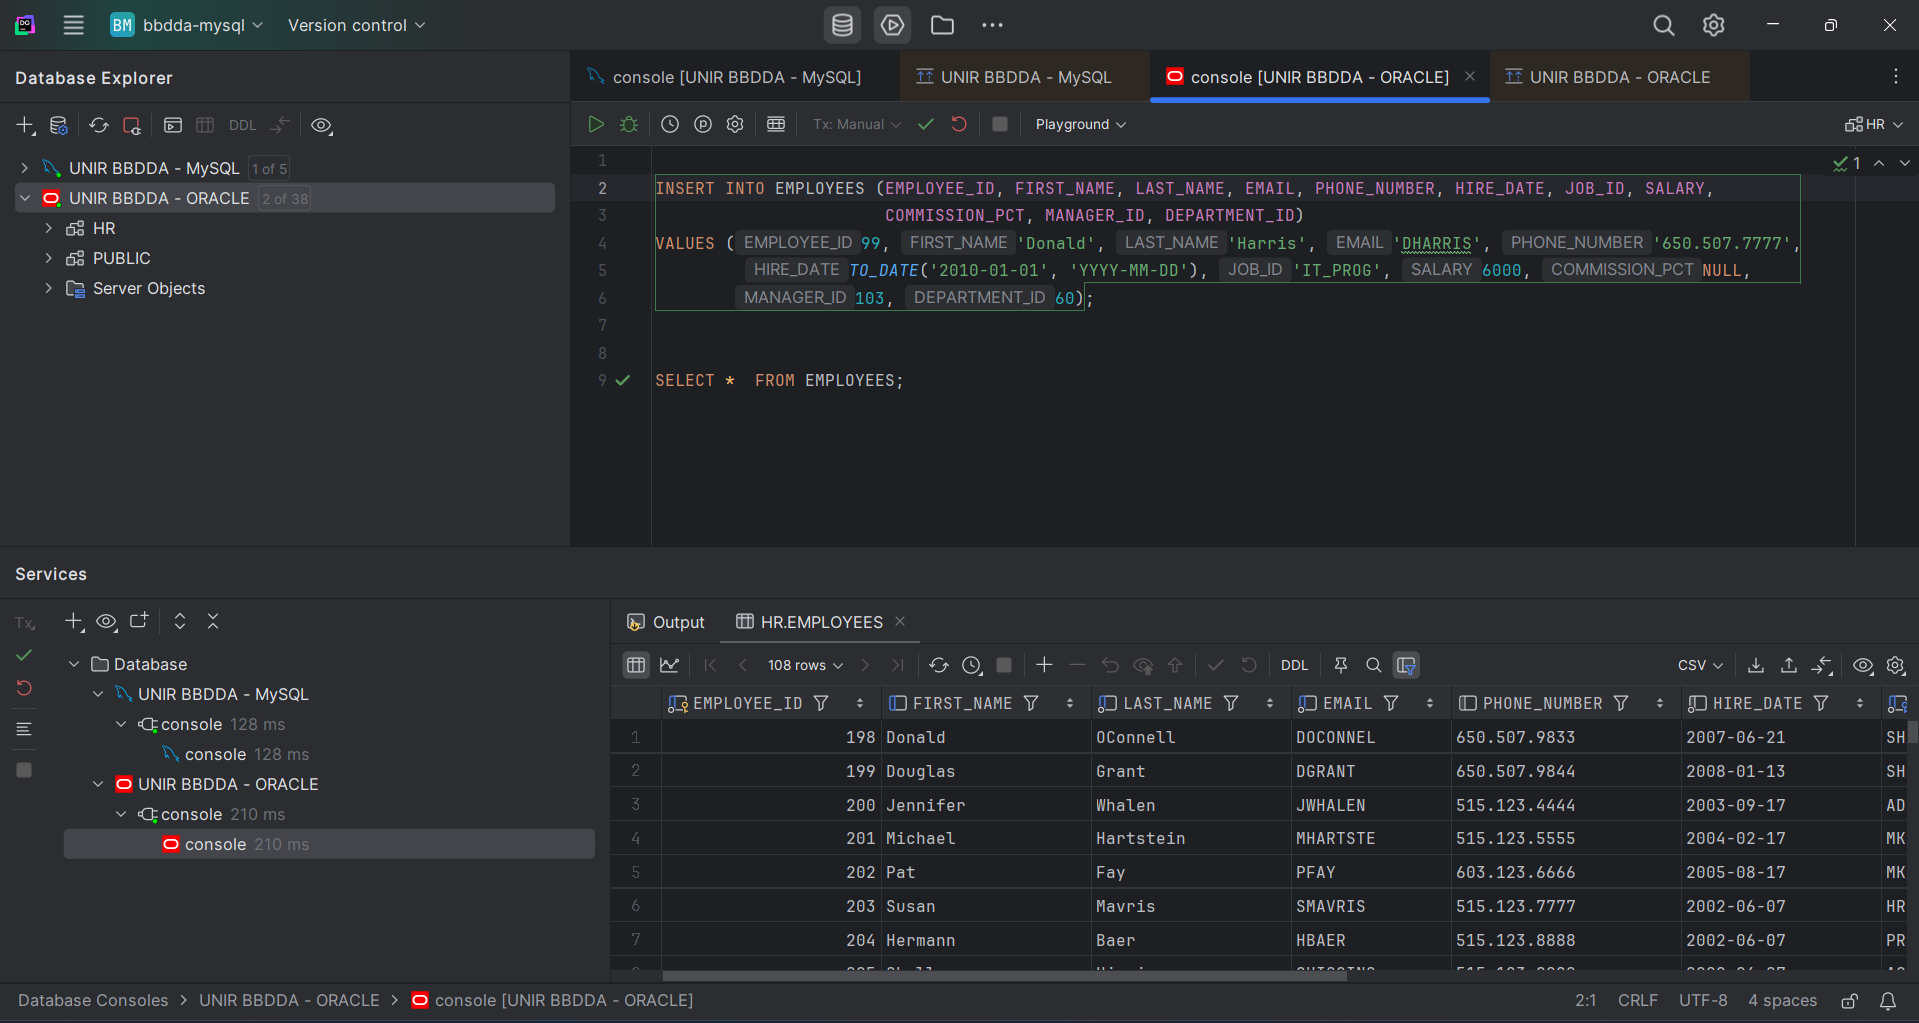 BM bbdda-mysql Version control
Database Explorer
console [UNIR BBDDA - MySQL] UNIR BBDDA - MySQL console [UNIR BBDDA - ORACLE] UNIR BBDDA - ORACLE
DDL
Tx: Manual Playground HR
UNIR BBDDA - MySQL 1 of 5
UNIR BBDDA - ORACLE 2 of 38
HR
PUBLIC
Server Objects
1
1
2 INSERT INTO EMPLOYEES (EMPLOYEE_ID, FIRST_NAME, LAST_NAME, EMAIL, PHONE_NUMBER, HIRE_DATE, JOB_ID, SALARY,
3 COMMISSION_PCT, MANAGER_ID, DEPARTMENT_ID)
4 VALUES ( EMPLOYEE_ID 99, FIRST_NAME 'Donald', LAST_NAME 'Harris', EMAIL 'DHARRIS', PHONE_NUMBER '650.507.7777',
5 HIRE_DATE TO_DATE('2010-01-01', 'YYYY-MM-DD'), JOB_ID 'IT_PROG', SALARY 6000, COMMISSION_PCT NULL,
6 MANAGER_ID 103, DEPARTMENT_ID 60);
7
8
9 SELECT * FROM EMPLOYEES;
Services
Tx
Database
UNIR BBDDA - MySQL
console 128 ms
console 128 ms
UNIR BBDDA - ORACLE
console 210 ms
console 210 ms
Output HR.EMPLOYEES
108 rows DDL CSV
EMPLOYEE_ID FIRST_NAME LAST_NAME EMAIL PHONE_NUMBER HIRE_DATE
1 198 Donald OConnell DOCONNEL 650.507.9833 2007-06-21 SH
2 199 Douglas Grant DGRANT 650.507.9844 2008-01-13 SH
3 200 Jennifer Whalen JWHALEN 515.123.4444 2003-09-17 AD
4 201 Michael Hartstein MHARTSTE 515.123.5555 2004-02-17 MK
5 202 Pat Fay PFAY 603.123.6666 2005-08-17 MK
6 203 Susan Mavris SMAVRIS 515.123.7777 2002-06-07 HR
7 204 Hermann Baer HBAER 515.123.8888 2002-06-07 PR
Database Consoles > UNIR BBDDA - ORACLE > console [UNIR BBDDA - ORACLE]
2:1 CRLF UTF-8 4 spaces